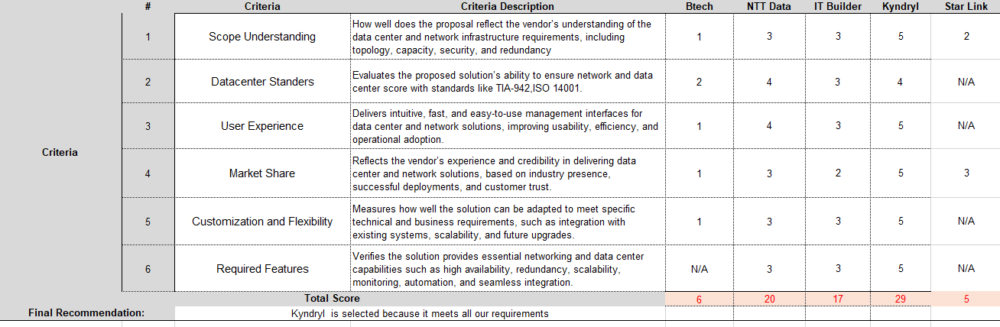 # Criteria Criteria Description Btech NTT Data IT Builder Kyndryl Star Link
Criteria
1 Scope Understanding
How well does the proposal reflect the vendor's understanding of the
data center and network infrastructure requirements, including
topology, capacity, security, and redundancy
1 3 3 5 2
2 Datacenter Standers
Evaluates the proposed solution's ability to ensure network and data
center score with standards like TIA-942,ISO 14001.
2 4 3 4 N/A
3 User Experience
Delivers intuitive, fast, and easy-to-use management interfaces for
data center and network solutions, improving usability, efficiency, and
operational adoption.
1 4 3 5 N/A
4 Market Share
Reflects the vendor's experience and credibility in delivering data
center and network solutions, based on industry presence,
successful deployments, and customer trust.
1 3 2 5 3
5 Customization and Flexibility
Measures how well the solution can be adapted to meet specific
technical and business requirements, such as integration with
existing systems, scalability, and future upgrades.
1 3 3 5 N/A
6 Required Features
Verifies the solution provides essential networking and data center
capabilities such as high availability, redundancy, scalability,
monitoring, automation, and seamless integration.
N/A 3 3 5 N/A
Total Score 6 20 17 29 5
Final Recommendation: Kyndryl is selected because it meets all our requirements